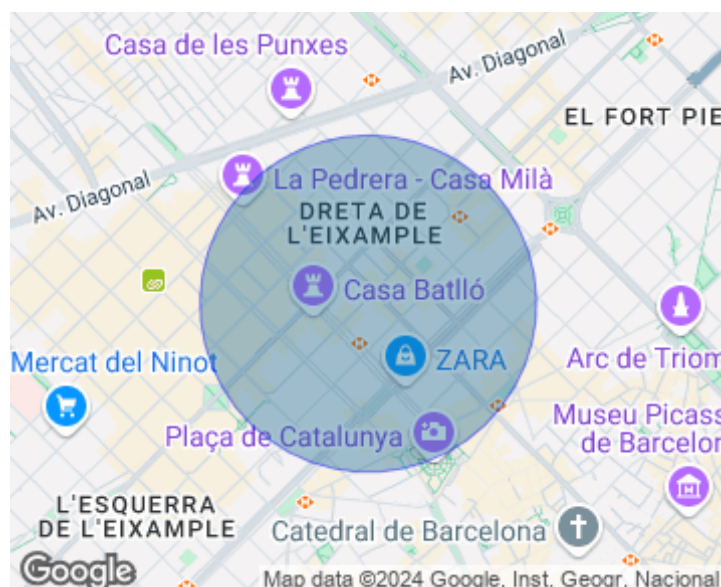 Casa de les Punxes
Av. Diagonal
EL FORT PIE
La Pedrera - Casa Milà
Av. Diagonal
DRETA DE
L'EIXAMPLE
Casa Batlló
ZARA
Arc de Triom
Mercat del Ninot
Museu Picass
de Barcelon
Plaça de Catalunya
L'ESQUERRA
DE L'EIXAMPLE
Catedral de Barcelona
Google
Map data ©2024 Google, Inst. Geogr. Nacional